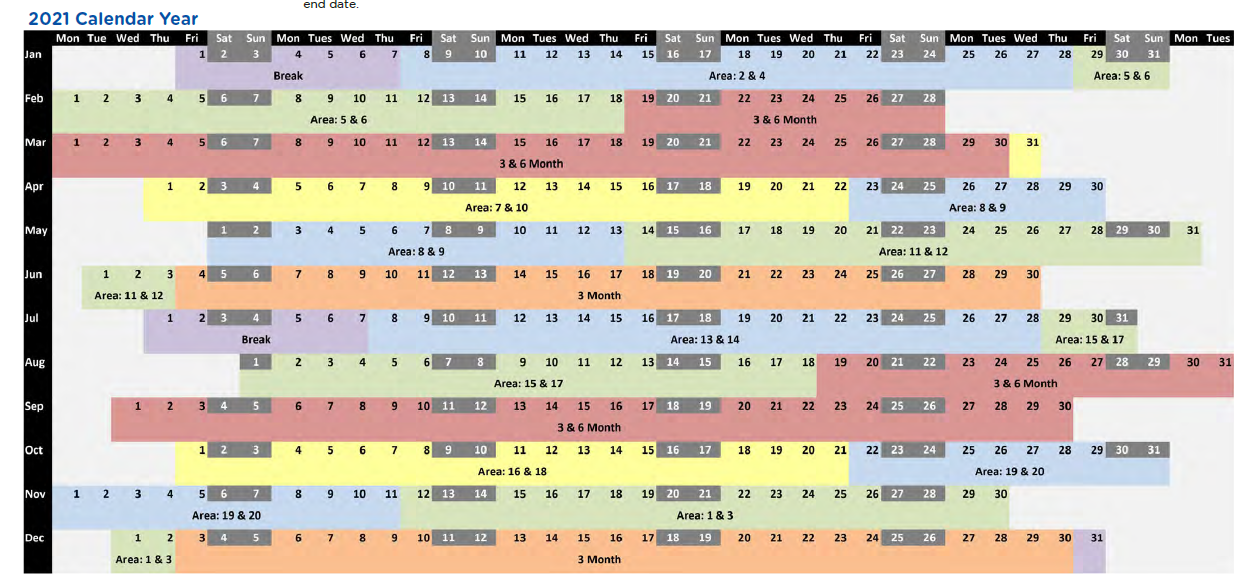 end date.
2021 Calendar Year
Mon Tue Wed Thu Fri Sat Sun Mon Tues Wed Thu Fri Sat Sun Mon Tues Wed Thu Fri Sat Sun Mon Tues Wed Thu Fri Sat Sun Mon Tues Wed Thu Fri Sat Sun Mon Tues
Jan 1 2 3 4 5 6 7 8 9 10 11 12 13 14 15 16 17 18 19 20 21 22 23 24 25 26 27 28 29 30 31
Break Area: 2 & 4 Area: 5 & 6
Feb 1 2 3 4 5 6 7 8 9 10 11 12 13 14 15 16 17 18 19 20 21 22 23 24 25 26 27 28
Area: 5 & 6 3 & 6 Month
Mar 1 2 3 4 5 6 7 8 9 10 11 12 13 14 15 16 17 18 19 20 21 22 23 24 25 26 27 28 29 30 31
3 & 6 Month
Apr 1 2 3 4 5 6 7 8 9 10 11 12 13 14 15 16 17 18 19 20 21 22 23 24 25 26 27 28 29 30
Area: 7 & 10 Area: 8 & 9
May 1 2 3 4 5 6 7 8 9 10 11 12 13 14 15 16 17 18 19 20 21 22 23 24 25 26 27 28 29 30 31
Area: 8 & 9 Area: 11 & 12
Jun 1 2 3 4 5 6 7 8 9 10 11 12 13 14 15 16 17 18 19 20 21 22 23 24 25 26 27 28 29 30
Area: 11 & 12 3 Month
Jul 1 2 3 4 5 6 7 8 9 10 11 12 13 14 15 16 17 18 19 20 21 22 23 24 25 26 27 28 29 30 31
Break Area: 13 & 14 Area: 15 & 17
Aug 1 2 3 4 5 6 7 8 9 10 11 12 13 14 15 16 17 18 19 20 21 22 23 24 25 26 27 28 29 30 31
Area: 15 & 17 3 & 6 Month
Sep 1 2 3 4 5 6 7 8 9 10 11 12 13 14 15 16 17 18 19 20 21 22 23 24 25 26 27 28 29 30
3 & 6 Month
Oct 1 2 3 4 5 6 7 8 9 10 11 12 13 14 15 16 17 18 19 20 21 22 23 24 25 26 27 28 29 30 31
Area: 16 & 18 Area: 19 & 20
Nov 1 2 3 4 5 6 7 8 9 10 11 12 13 14 15 16 17 18 19 20 21 22 23 24 25 26 27 28 29 30
Area: 19 & 20 Area: 1 & 3
Dec 1 2 3 4 5 6 7 8 9 10 11 12 13 14 15 16 17 18 19 20 21 22 23 24 25 26 27 28 29 30 31
Area: 1 & 3 3 Month